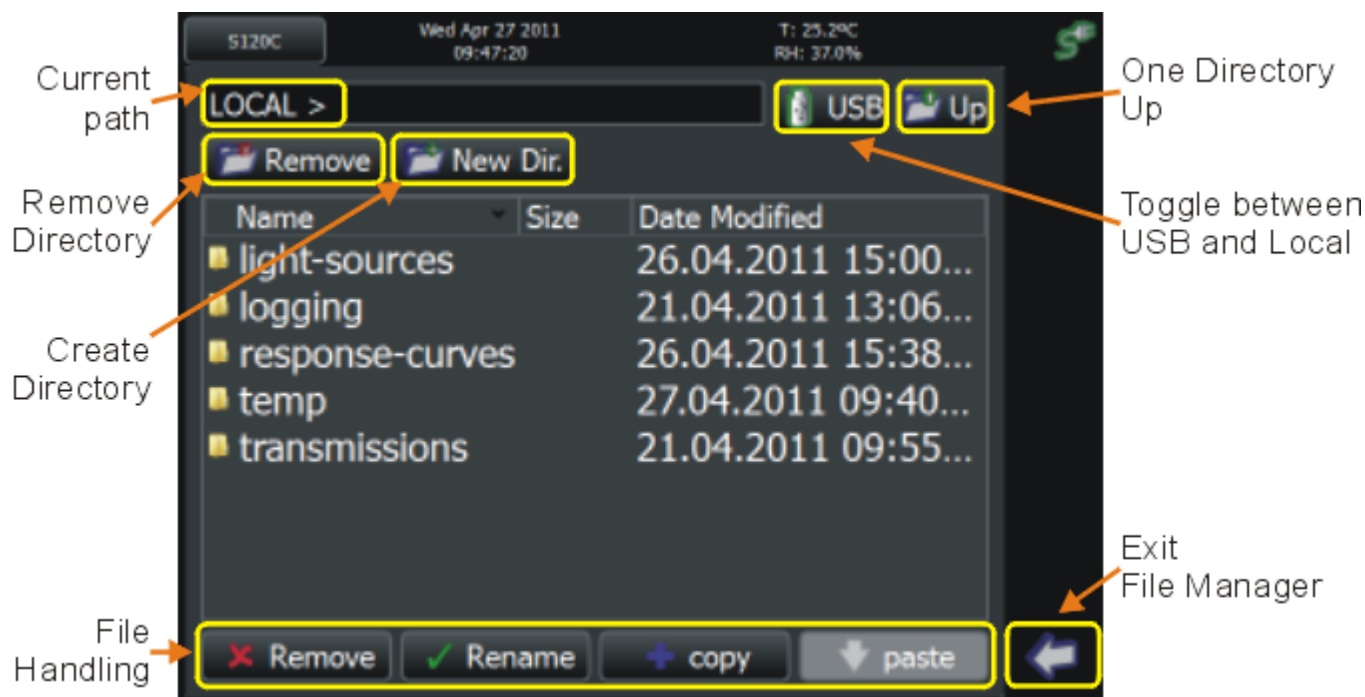 S120C
Wed Apr 27 2011
09:47:20
T: 25.2ºC
RH: 37.0%
S
Current
path
LOCAL >
USB
Up
One Directory
Up
Remove
New Dir.
Remove
Directory
Toggle between
USB and Local
Name Size Date Modified
light-sources 26.04.2011 15:00...
logging 21.04.2011 13:06...
response-curves 26.04.2011 15:38...
temp 27.04.2011 09:40...
transmissions 21.04.2011 09:55...
Create
Directory
Exit
File Manager
File
Handling
Remove
Rename
copy
paste